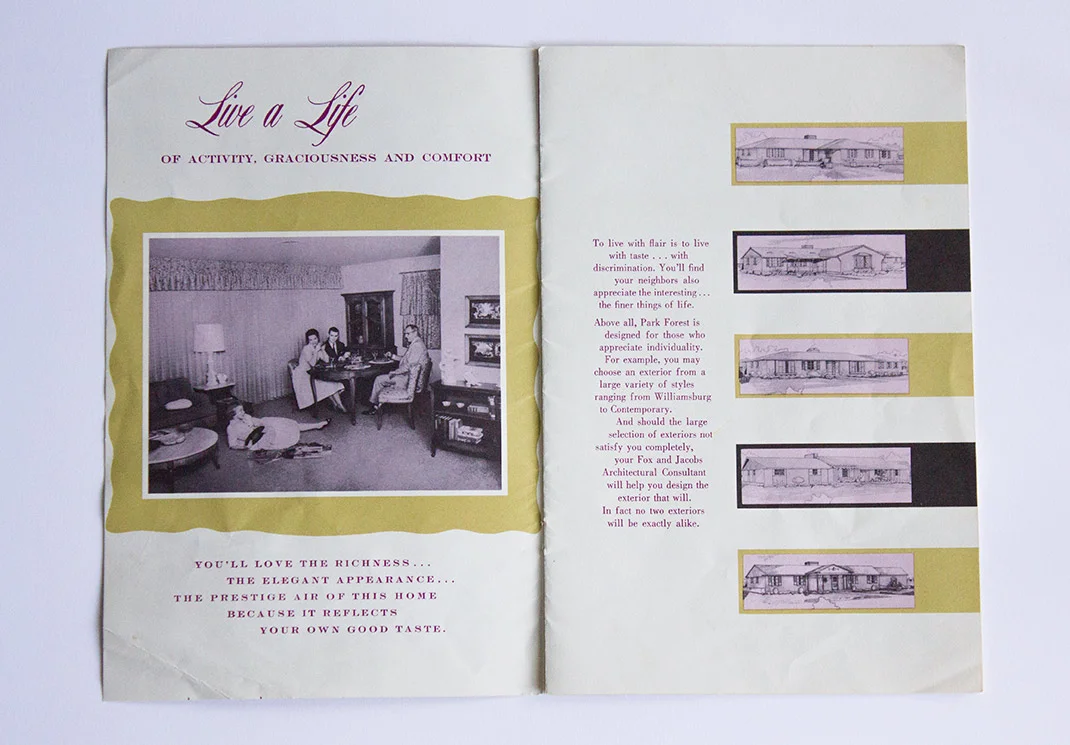 Live a Life
OF ACTIVITY, GRACIOUSNESS AND COMFORT
YOU'LL LOVE THE RICHNESS...
THE ELEGANT APPEARANCE...
THE PRESTIGE AIR OF THIS HOME
BECAUSE IT REFLECTS
YOUR OWN GOOD TASTE.
To live with flair is to live
with taste . . . with
discrimination. You'll find
your neighbors also
appreciate the interesting...
the finer things of life.
Above all, Park Forest is
designed for those who
appreciate individuality.
For example, you may
choose an exterior from a
large variety of styles
ranging from Williamsburg
to Contemporary.
And should the large
selection of exteriors not
satisfy you completely,
your Fox and Jacobs
Architectural Consultant
will help you design the
exterior that will.
In fact no two exteriors
will be exactly alike.